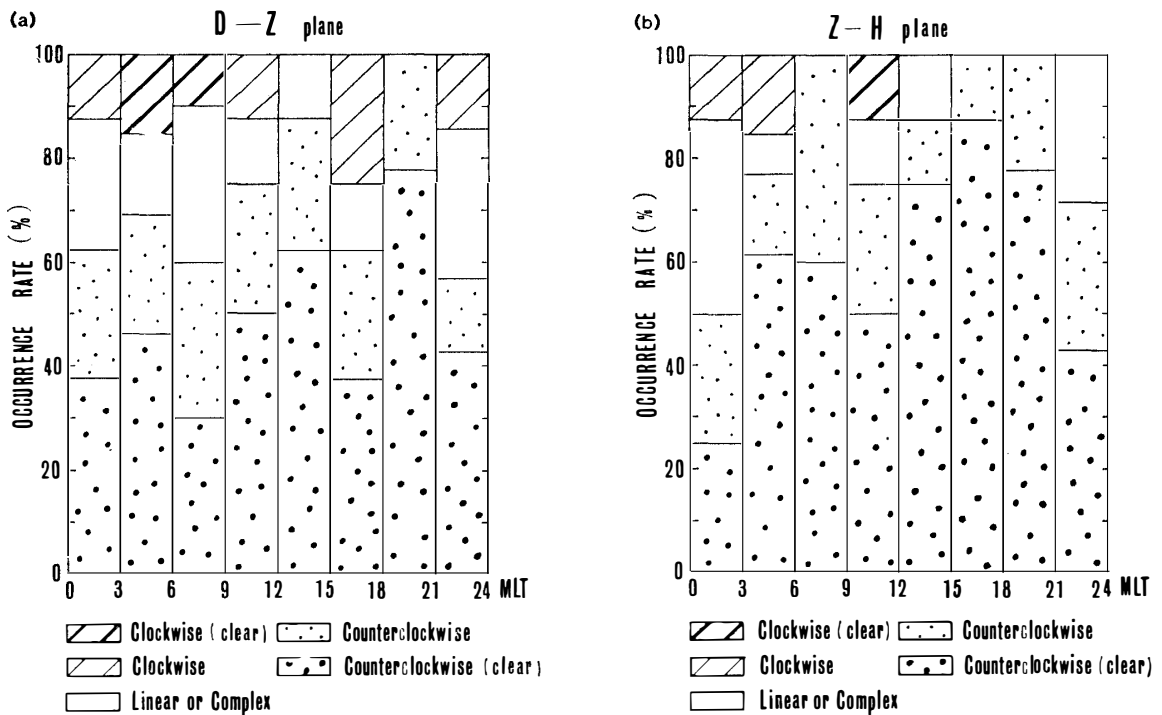 (a) D—Z plane
OCCURRENCE RATE (%)
100
80
60
40
20
0
0 3 6 9 12 15 18 21 24 MLT
Clockwise (clear) Counterclockwise
Clockwise Counterclockwise (clear)
Linear or Complex
(b) Z—H plane
OCCURRENCE RATE (%)
100
80
60
40
20
0
0 3 6 9 12 15 18 21 24 MLT
Clockwise (clear) Counterclockwise
Clockwise Counterclockwise (clear)
Linear or Complex